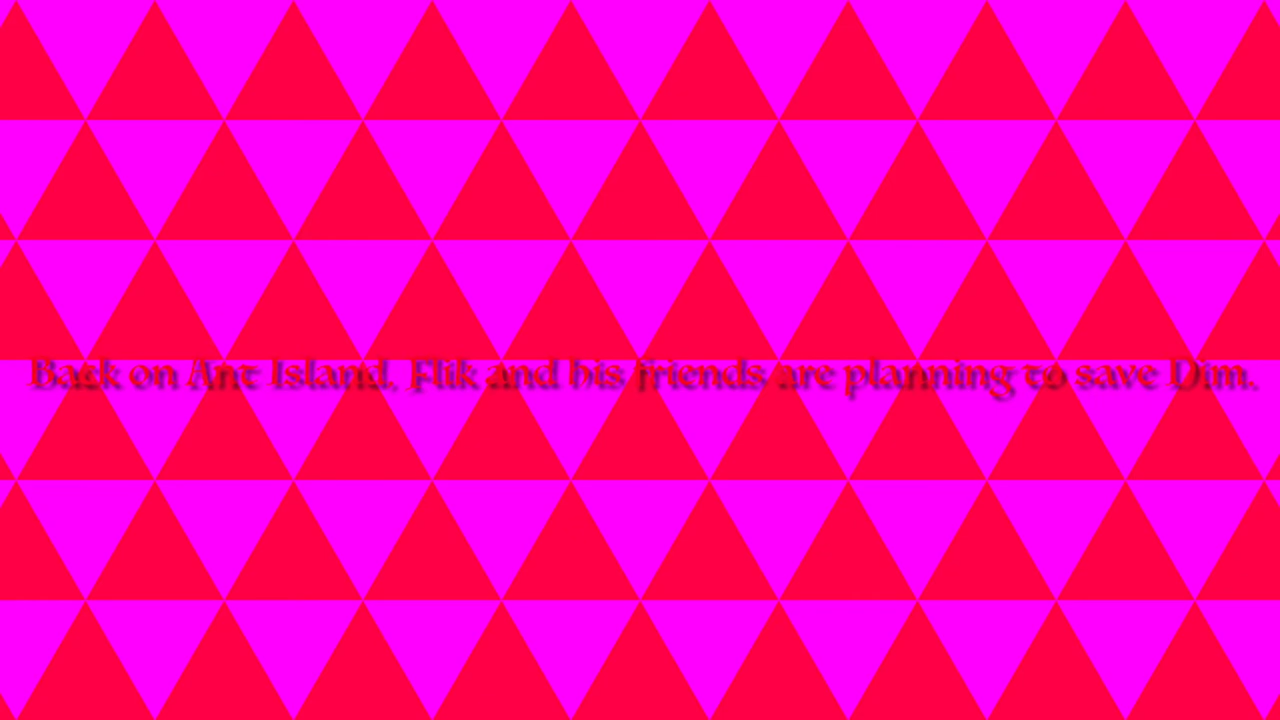 Back on Ant Island, Flik and his friends are planning to save Dim.